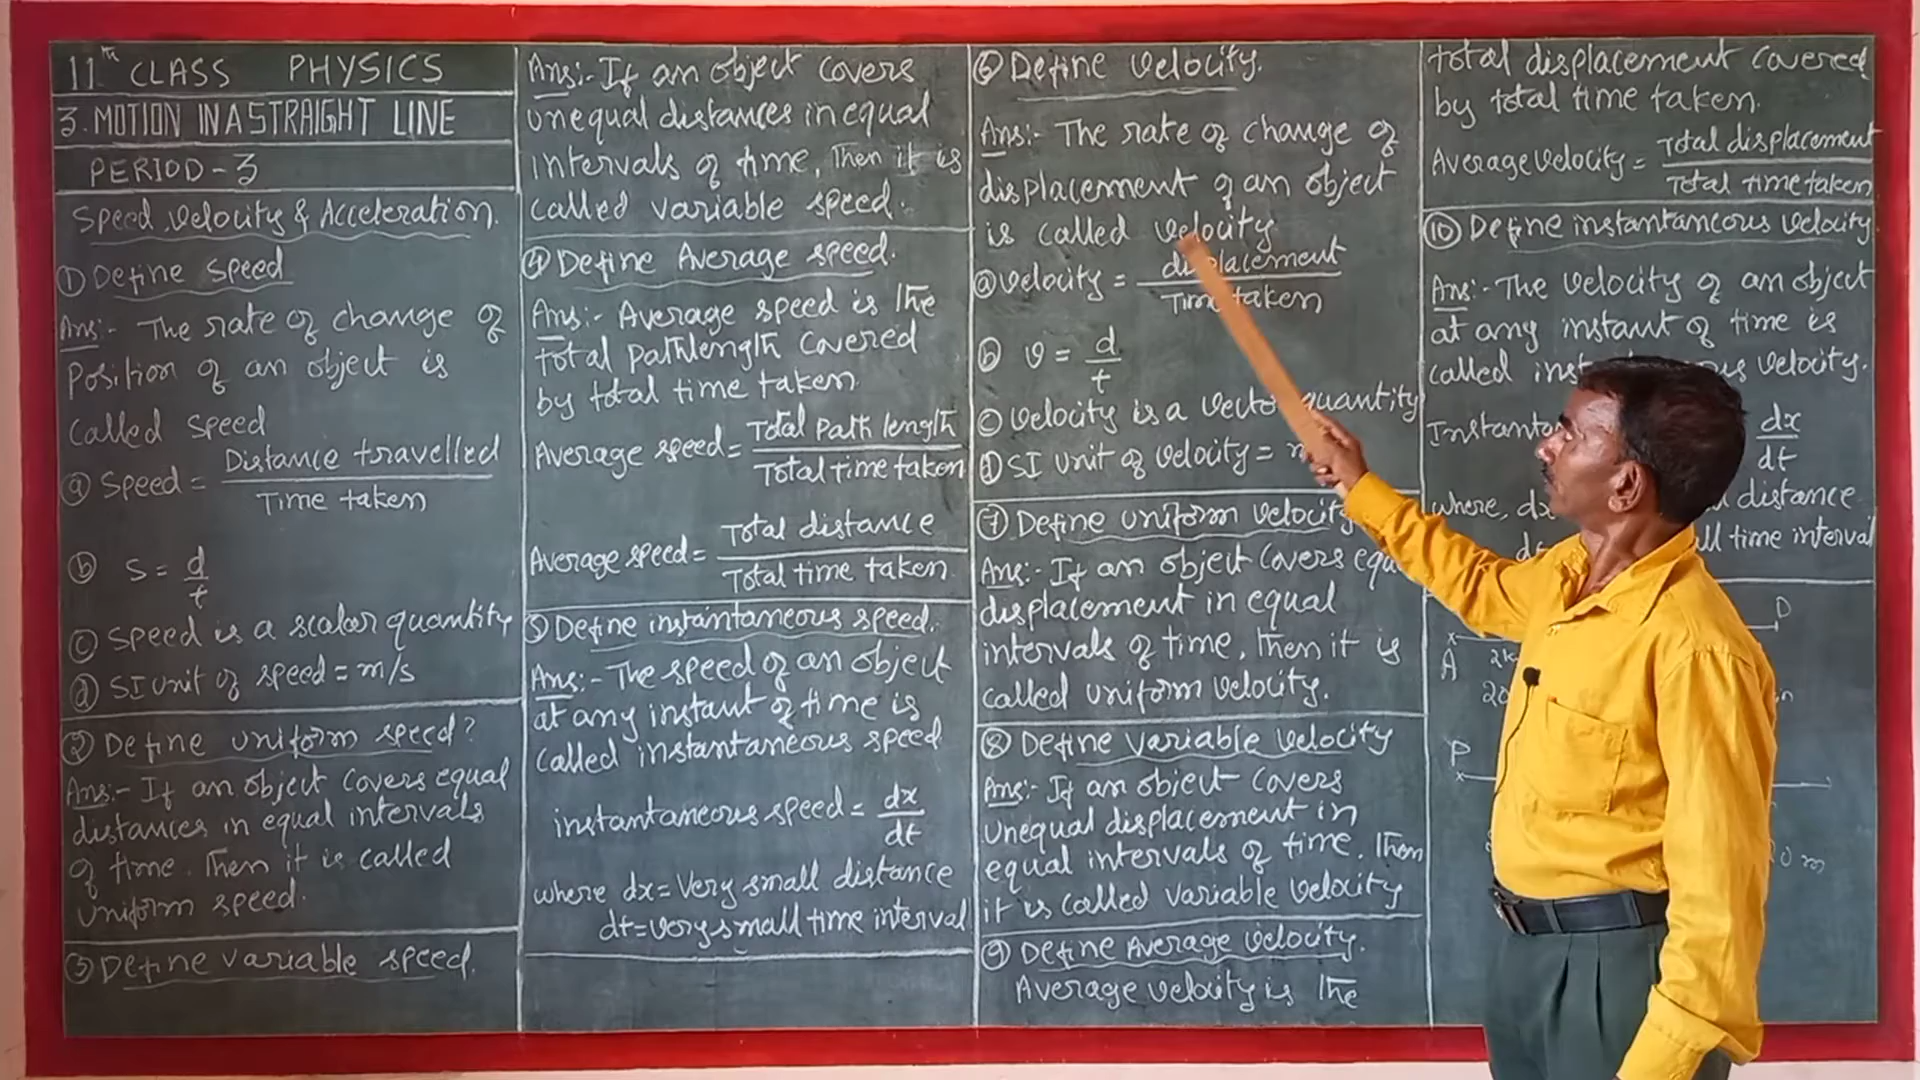 11th CLASS PHYSICS
3. MOTION IN A STRAIGHT LINE
PERIOD - 3
Speed, Velocity & Acceleration.
① Define Speed
Ans:- The rate of change of
Position of an object is
called speed
ⓐ Speed = Distance travelled
Time taken
ⓑ S = d
t
ⓒ Speed is a scalar quantity
ⓓ SI unit of speed = m/s
② Define uniform speed?
Ans:- If an object covers equal
distances in equal intervals
of time. Then it is called
uniform speed.
③ Define variable speed.
Ans:- If an object covers
unequal distances in equal
intervals of time, Then it is
called variable speed.
④ Define Average speed.
Ans:- Average speed is the
total pathlength covered
by total time taken.
Average speed = Total Path length
Total time taken
Average speed = Total distance
Total time taken
⑤ Define instantaneous speed.
Ans:- The speed of an object
at any instant of time is
called instantaneous speed
instantaneous speed = dx
dt
where dx = very small distance
dt = very small time interval
⑥ Define velocity.
Ans:- The rate of change of
displacement of an object
is called velocity
ⓐ velocity = displacement
Time taken
ⓑ v = d
t
ⓒ velocity is a vector quantity
ⓓ SI unit of velocity = m
⑦ Define uniform velocity
Ans:- If an object covers
displacement in equal
intervals of time, Then it is
called uniform velocity.
⑧ Define variable velocity
Ans:- If an object covers
unequal displacement in
equal intervals of time. Then
it is called variable velocity
⑨ Define Average velocity.
Average velocity is the
total displacement covered
by total time taken.
Average velocity = Total displacement
Total time taken
⑩ Define instantaneous velocity.
Ans:- The velocity of an object
at any instant of time is
called velocity.
dx
dt
where, dx distance
time interval
D
A
P